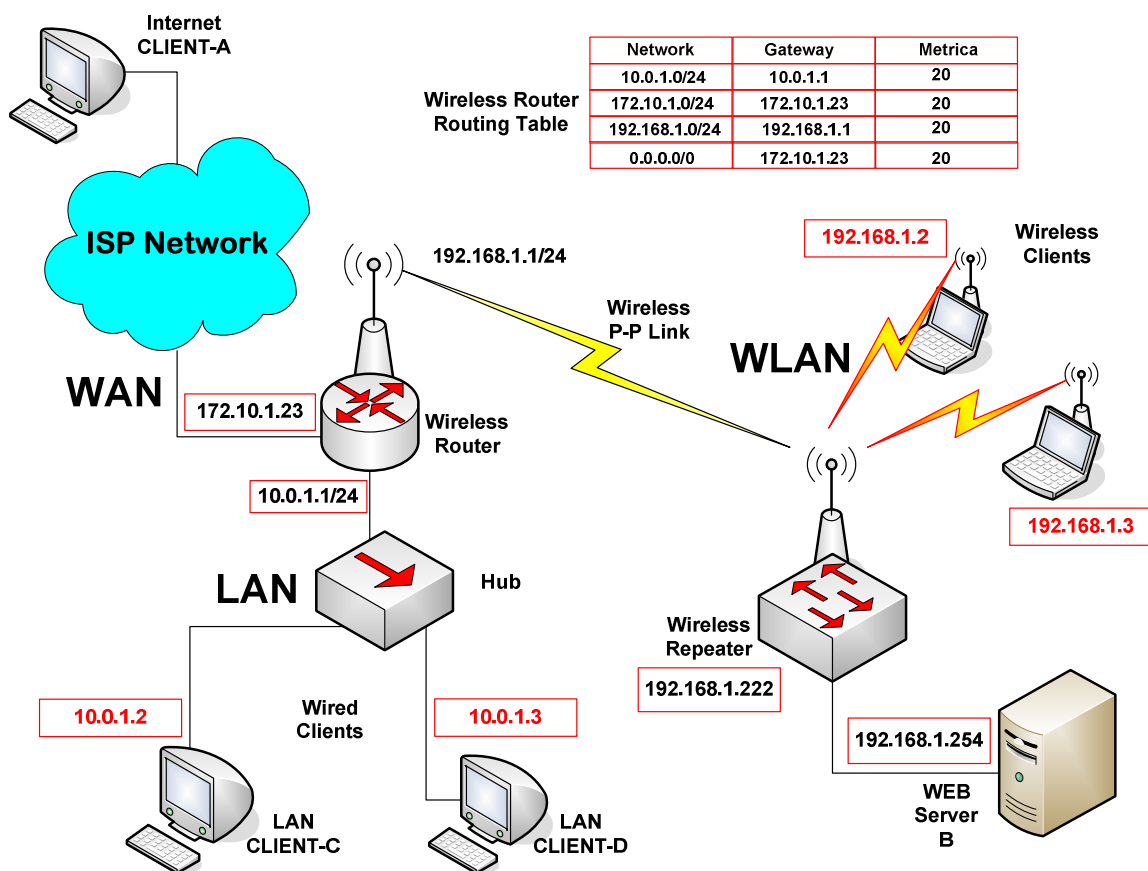 Internet
CLIENT-A
Wireless Router
Routing Table
Network Gateway Metrica
10.0.1.0/24 10.0.1.1 20
172.10.1.0/24 172.10.1.23 20
192.168.1.0/24 192.168.1.1 20
0.0.0.0/0 172.10.1.23 20
ISP Network
192.168.1.1/24
192.168.1.2
Wireless
Clients
Wireless
P-P Link
WLAN
WAN
172.10.1.23
Wireless
Router
10.0.1.1/24
192.168.1.3
LAN
Hub
Wireless
Repeater
192.168.1.222
10.0.1.2
Wired
Clients
10.0.1.3
192.168.1.254
WEB
Server
B
LAN
CLIENT-C
LAN
CLIENT-D